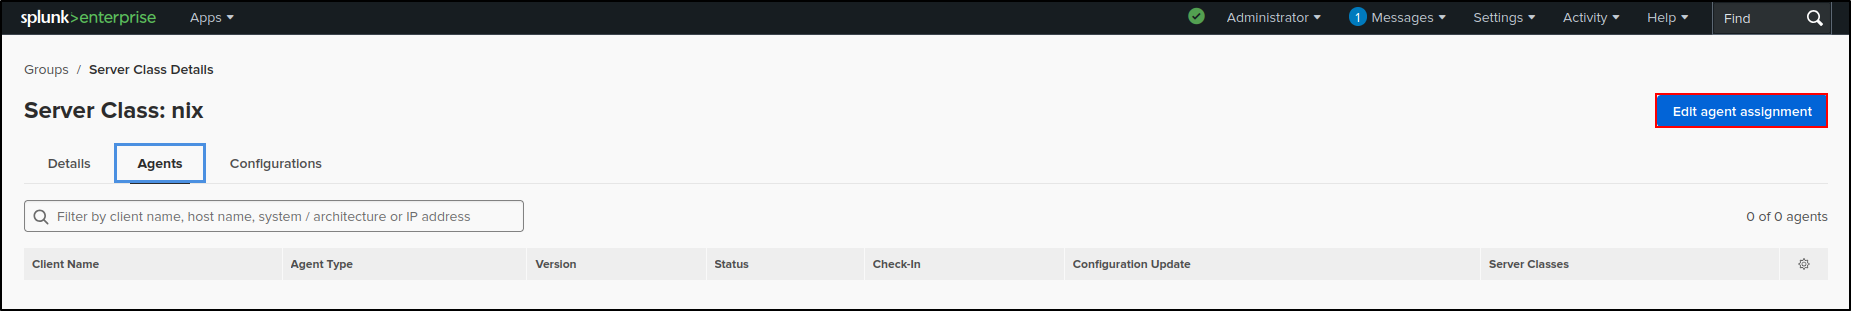 splunk>enterprise Apps Administrator 1 Messages Settings Activity Help Find
Groups / Server Class Details
Server Class: nix
Edit agent assignment
Details Agents Configurations
Filter by client name, host name, system / architecture or IP address
0 of 0 agents
Client Name Agent Type Version Status Check-In Configuration Update Server Classes